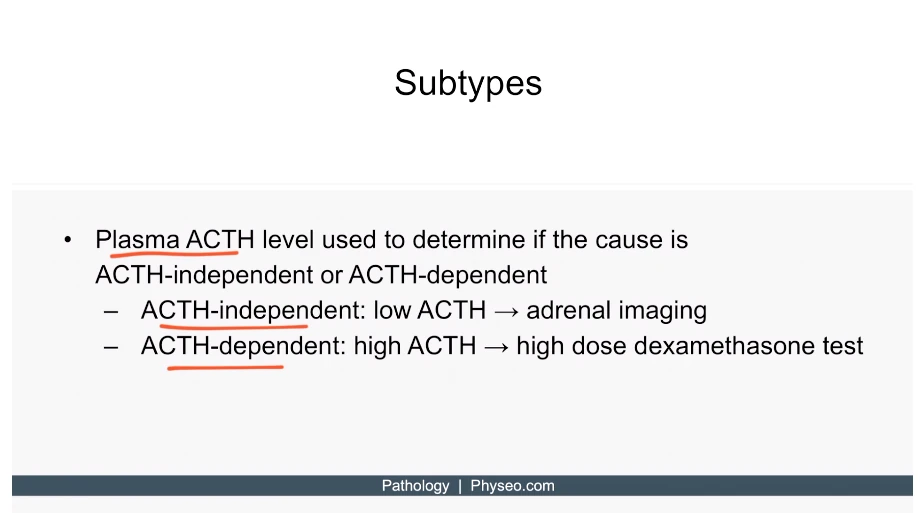 Subtypes
• Plasma ACTH level used to determine if the cause is
ACTH-independent or ACTH-dependent
– ACTH-independent: low ACTH → adrenal imaging
– ACTH-dependent: high ACTH → high dose dexamethasone test
Pathology | Physeo.com